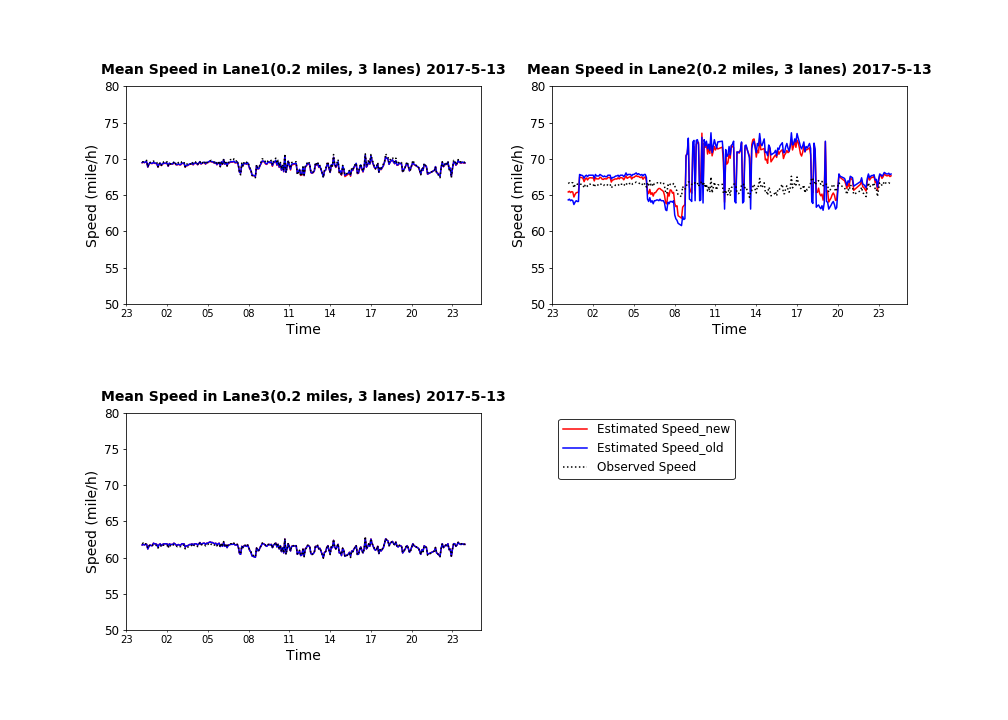 Mean Speed in Lane1(0.2 miles, 3 lanes) 2017-5-13
80
75
70
65
60
55
50
Speed (mile/h)
23 02 05 08 11 14 17 20 23
Time
Mean Speed in Lane2(0.2 miles, 3 lanes) 2017-5-13
80
75
70
65
60
55
50
Speed (mile/h)
23 02 05 08 11 14 17 20 23
Time
Mean Speed in Lane3(0.2 miles, 3 lanes) 2017-5-13
80
75
70
65
60
55
50
Speed (mile/h)
23 02 05 08 11 14 17 20 23
Time
Estimated Speed_new
Estimated Speed_old
Observed Speed